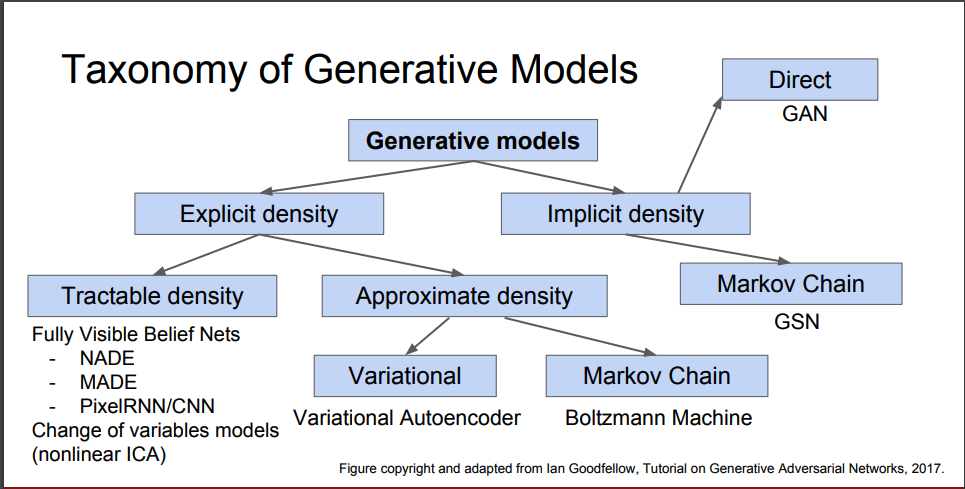 Taxonomy of Generative Models
Direct
GAN
Generative models
Explicit density
Implicit density
Tractable density
Approximate density
Markov Chain
GSN
Fully Visible Belief Nets
- NADE
- MADE
- PixelRNN/CNN
Change of variables models
(nonlinear ICA)
Variational
Variational Autoencoder
Markov Chain
Boltzmann Machine
Figure copyright and adapted from Ian Goodfellow, Tutorial on Generative Adversarial Networks, 2017.